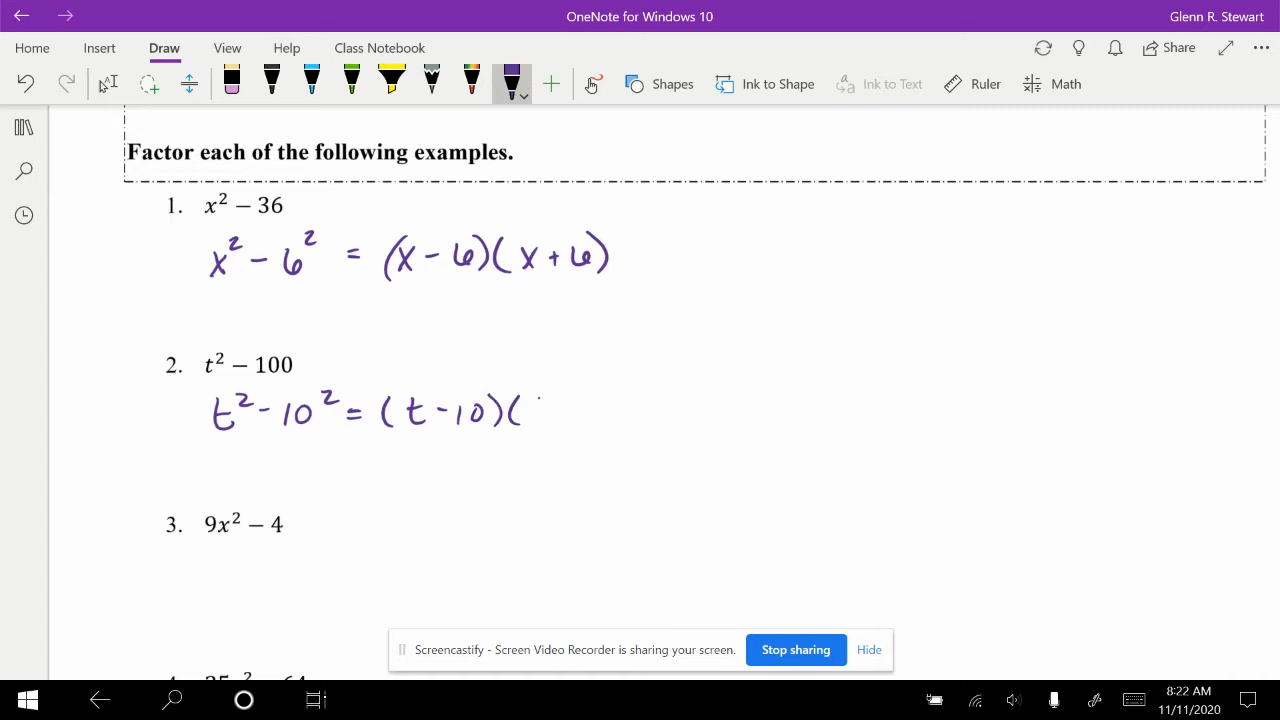 OneNote for Windows 10
Glenn R. Stewart
Home Insert Draw View Help Class Notebook Share
Shapes Ink to Shape Ink to Text Ruler Math
Factor each of the following examples.
1. x² − 36
x² - 6² = (x - 6)(x + 6)
2. t² − 100
t² - 10² = (t - 10)(
3. 9x² − 4
Screencastify - Screen Video Recorder is sharing your screen. Stop sharing Hide
8:22 AM
11/11/2020